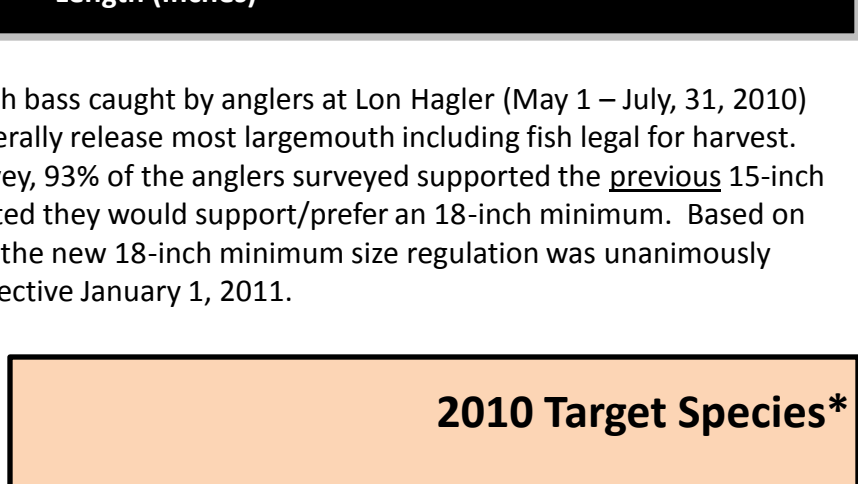 Length (Inches)
h bass caught by anglers at Lon Hagler (May 1 – July, 31, 2010)
erally release most largemouth including fish legal for harvest.
ey, 93% of the anglers surveyed supported the previous 15-inch
ted they would support/prefer an 18-inch minimum.  Based on
the new 18-inch minimum size regulation was unanimously
ective January 1, 2011.
2010 Target Species*